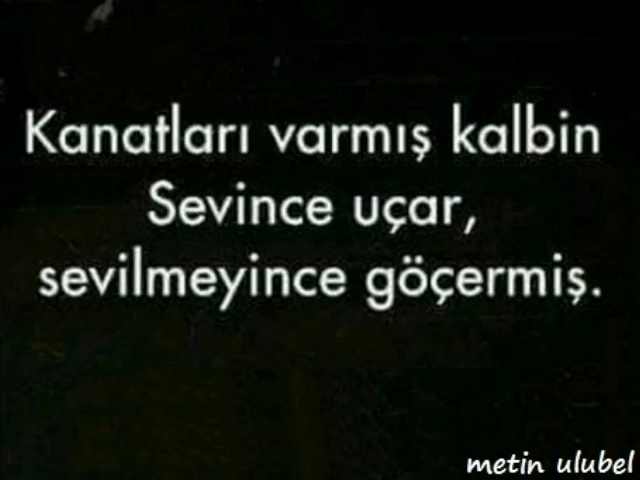 Kanatları varmış kalbin
Sevince uçar,
sevilmeyince göçermiş.
metin ulubel